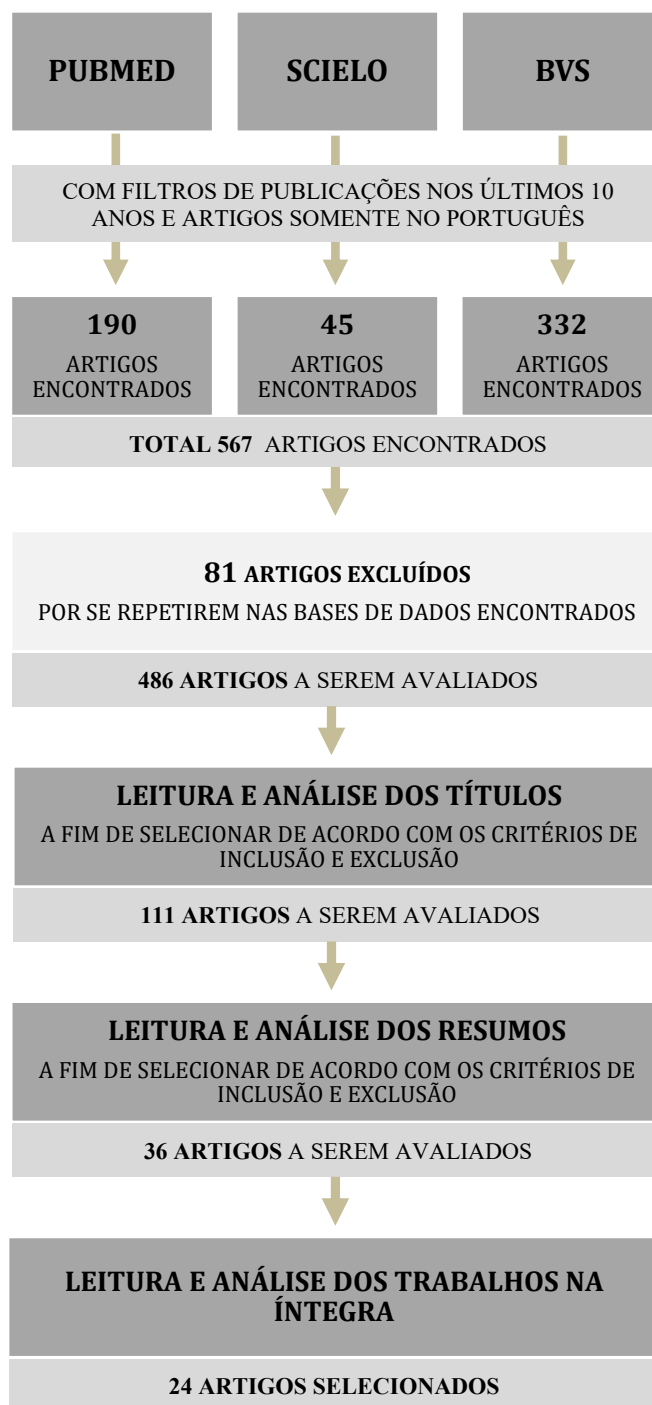 PUBMED
SCIELO
BVS
COM FILTROS DE PUBLICAÇÕES NOS ÚLTIMOS 10
ANOS E ARTIGOS SOMENTE NO PORTUGUÊS
190
ARTIGOS
ENCONTRADOS
45
ARTIGOS
ENCONTRADOS
332
ARTIGOS
ENCONTRADOS
TOTAL 567 ARTIGOS ENCONTRADOS
81 ARTIGOS EXCLUÍDOS
POR SE REPETIREM NAS BASES DE DADOS ENCONTRADOS
486 ARTIGOS A SEREM AVALIADOS
LEITURA E ANÁLISE DOS TÍTULOS
A FIM DE SELECIONAR DE ACORDO COM OS CRITÉRIOS DE
INCLUSÃO E EXCLUSÃO
111 ARTIGOS A SEREM AVALIADOS
LEITURA E ANÁLISE DOS RESUMOS
A FIM DE SELECIONAR DE ACORDO COM OS CRITÉRIOS DE
INCLUSÃO E EXCLUSÃO
36 ARTIGOS A SEREM AVALIADOS
LEITURA E ANÁLISE DOS TRABALHOS NA
ÍNTEGRA
24 ARTIGOS SELECIONADOS